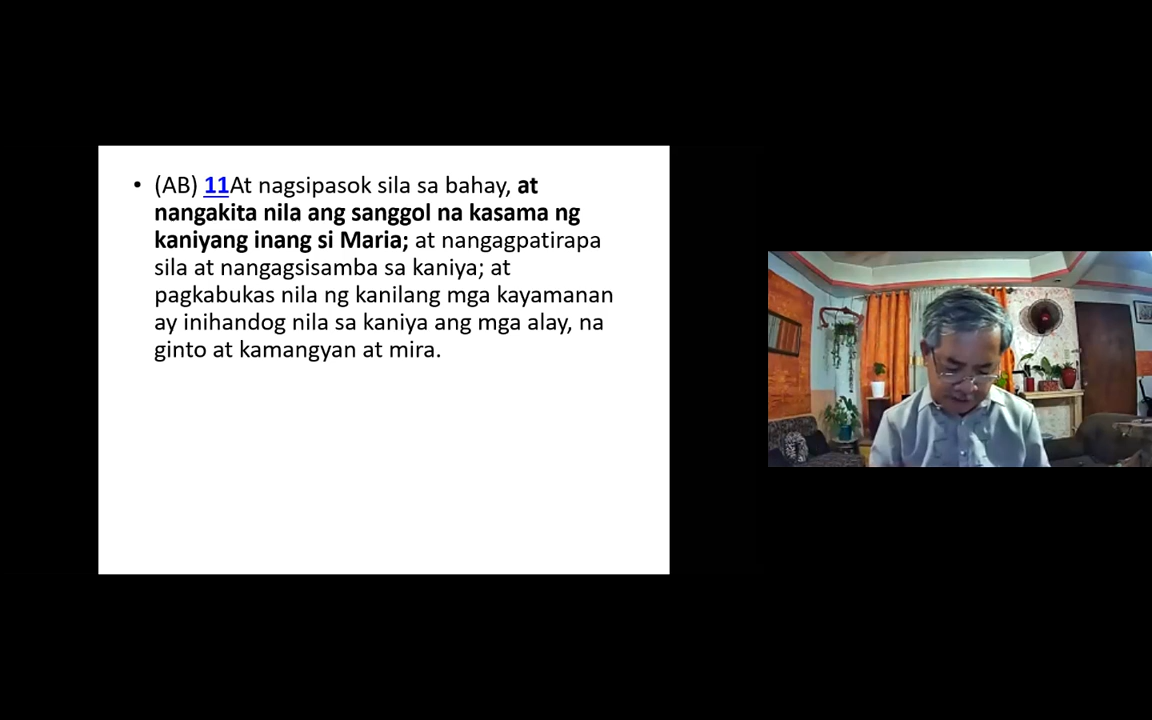 • (AB) 11At nagsipasok sila sa bahay, at
nangakita nila ang sanggol na kasama ng
kaniyang inang si Maria; at nangagpatirapa
sila at nangagsisamba sa kaniya; at
pagkabukas nila ng kanilang mga kayamanan
ay inihandog nila sa kaniya ang mga alay, na
ginto at kamangyan at mira.